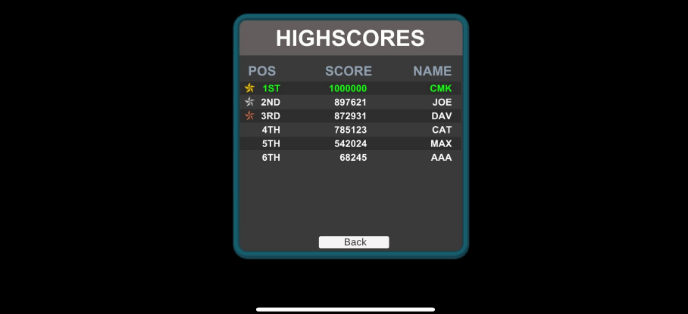 HIGHSCORES
POS SCORE NAME
1ST 1000000 CMK
2ND 897621 JOE
3RD 872931 DAV
4TH 785123 CAT
5TH 542024 MAX
6TH 68245 AAA
Back